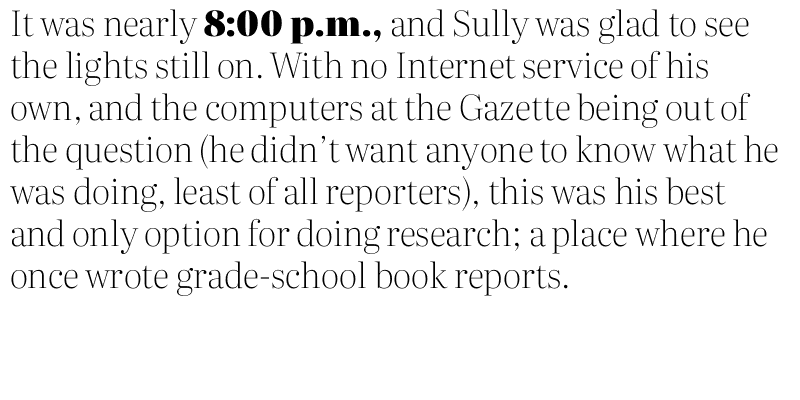 It was nearly 8:00 p.m., and Sully was glad to see
the lights still on. With no Internet service of his
own, and the computers at the Gazette being out of
the question (he didn’t want anyone to know what he
was doing, least of all reporters), this was his best
and only option for doing research; a place where he
once wrote grade-school book reports.